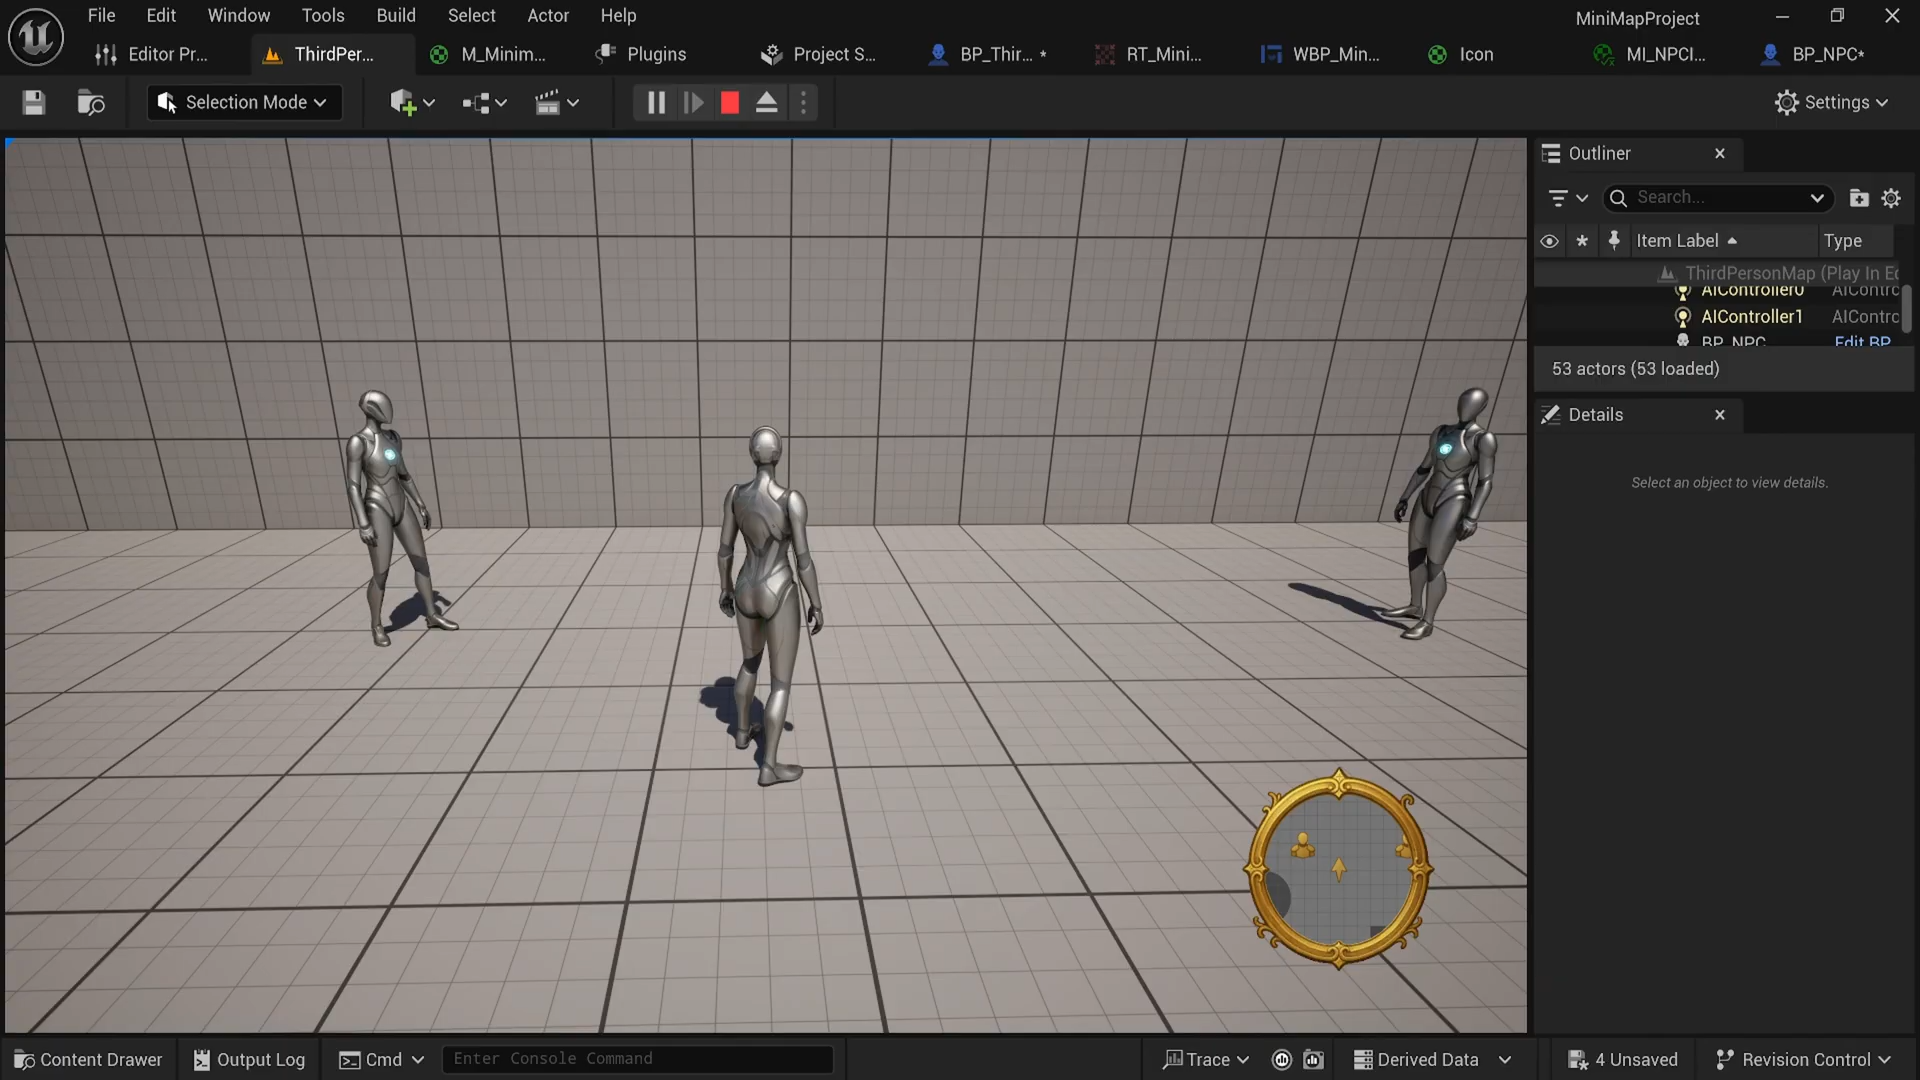 File Edit Window Tools Build Select Actor Help MiniMapProject
Editor Pr... ThirdPer... M_Minim... Plugins Project S... BP_Thir... * RT_Mini... WBP_Min... Icon MI_NPCI... BP_NPC*
Selection Mode Settings
Outliner
Search...
Item Label Type
ThirdPersonMap (Play In Ed
AIController0 AIContrc
AIController1 AIContrc
BP_NPC Edit BP
53 actors (53 loaded)
Details
Select an object to view details.
Content Drawer Output Log Cmd Enter Console Command Trace Derived Data 4 Unsaved Revision Control